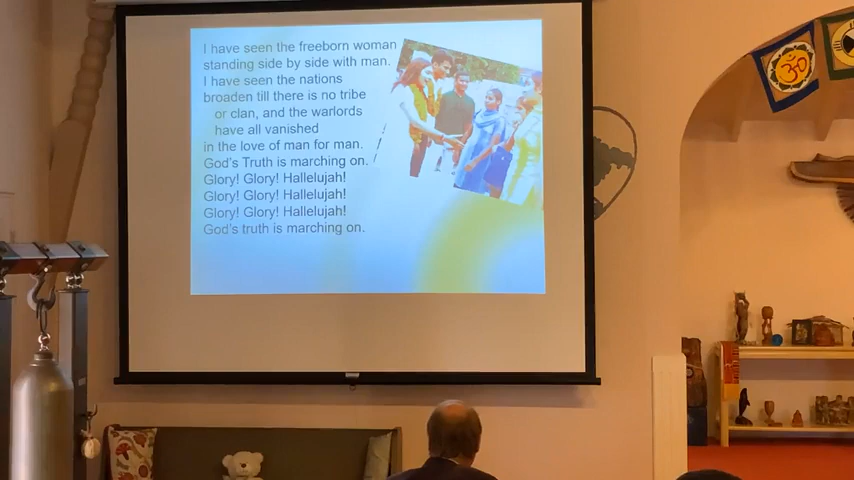 I have seen the freeborn woman
standing side by side with man.
I have seen the nations
broaden till there is no tribe
or clan, and the warlords
have all vanished
in the love of man for man.
God's Truth is marching on.
Glory! Glory! Hallelujah!
Glory! Glory! Hallelujah!
Glory! Glory! Hallelujah!
God's truth is marching on.
ॐ